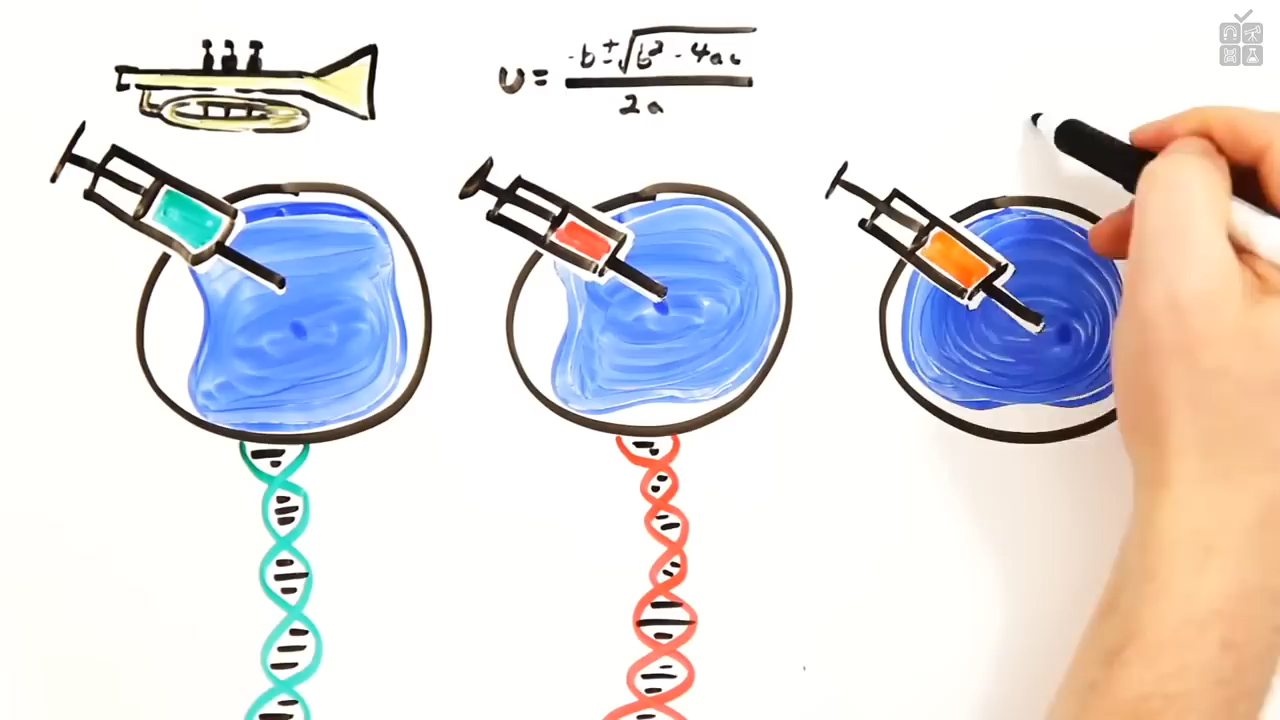 U = -b ± √b² - 4ac
2a